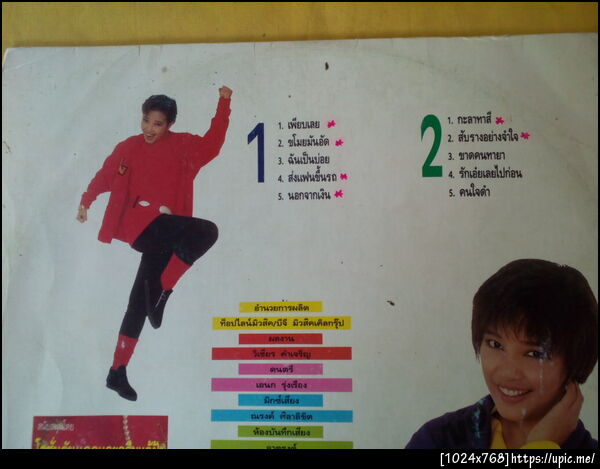 1
1. เพียบเลย
2. ขโมยมันอัด
3. ฉันเป็นบ่อย
4. ส่งแฟนขึ้นรถ
5. นอกจากเงิน
2
1. กะลาทาสี
2. สับรางอย่างจำใจ
3. ขาดคนทายา
4. รักเอ๋ยเลยไปก่อน
5. คนใจดำ
อำนวยการผลิต
ท็อปไลน์มิวสิค/บีจี มิวสิคเคิลกรุ๊ป
ผลงาน
วิเชียร คำเจริญ
ดนตรี
เอนก รุ่งเรือง
มิกซ์เสียง
ณรงค์ ศิลาลิขิต
ห้องบันทึกเสียง
[1024x768]https://upic.me/